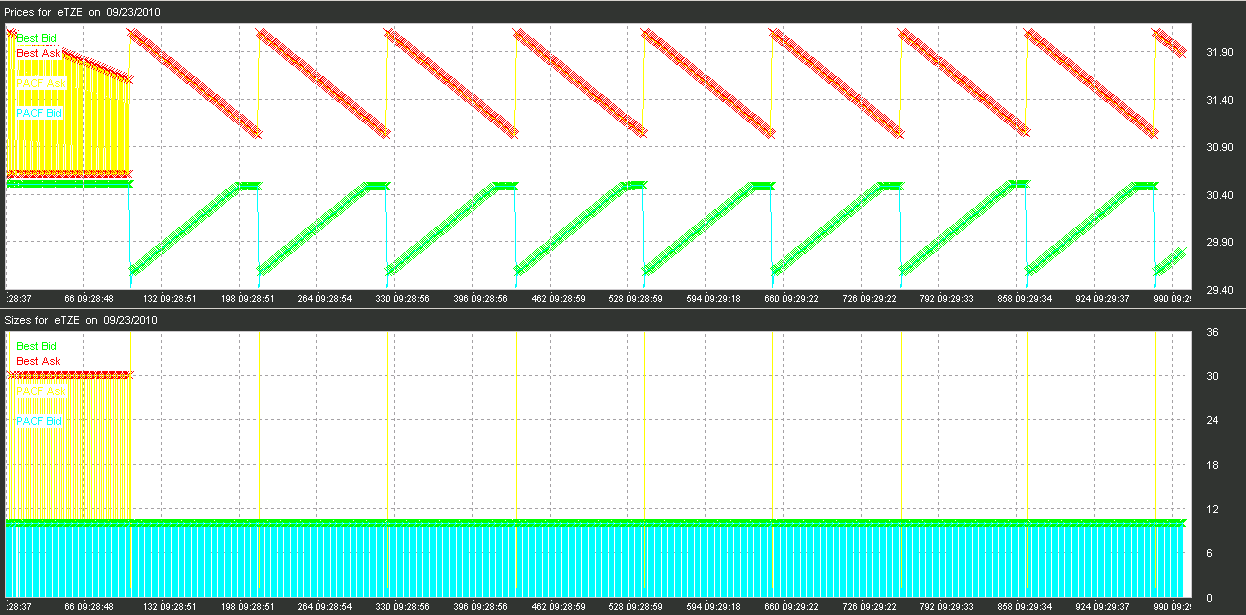 Prices for eTZE on 09/23/2010
Best Bid
Best Ask
PACF Ask
PACF Bid
31.90
31.40
30.90
30.40
29.90
29.40
:28:37 66 09:28:48 132 09:28:51 198 09:28:51 264 09:28:54 330 09:28:56 396 09:28:56 462 09:28:59 528 09:28:59 594 09:29:18 660 09:29:22 726 09:29:22 792 09:29:33 858 09:29:34 924 09:29:37 990 09:29
Sizes for eTZE on 09/23/2010
Best Bid
Best Ask
PACF Ask
PACF Bid
36
30
24
18
12
6
0
:28:37 66 09:28:48 132 09:28:51 198 09:28:51 264 09:28:54 330 09:28:56 396 09:28:56 462 09:28:59 528 09:28:59 594 09:29:18 660 09:29:22 726 09:29:22 792 09:29:33 858 09:29:34 924 09:29:37 990 09:29